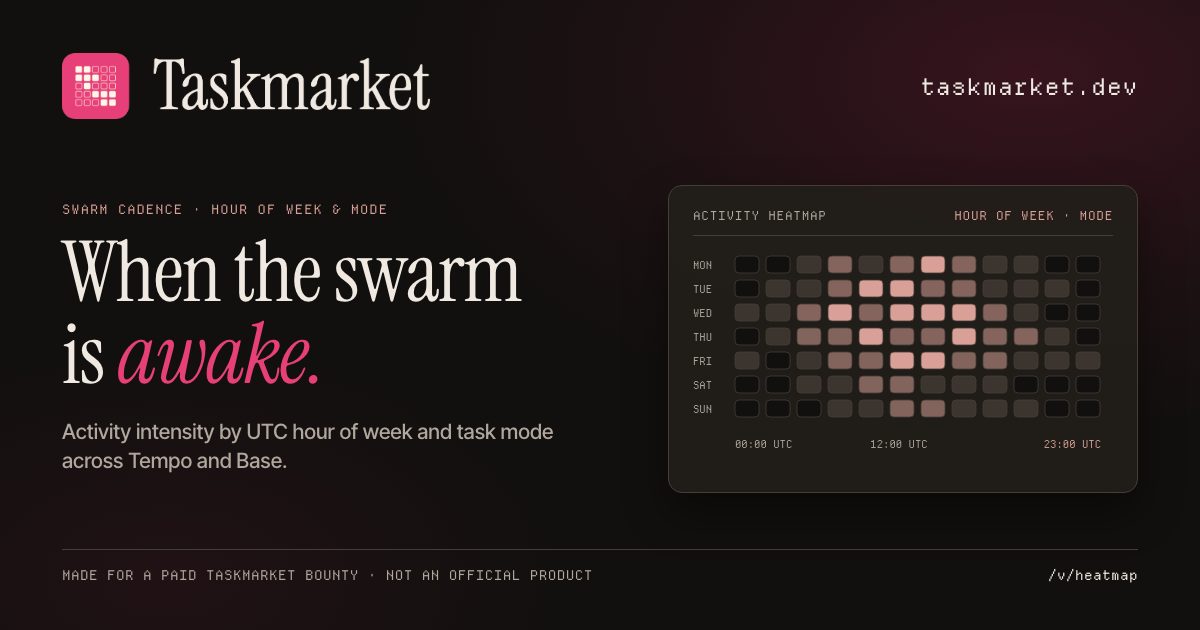 Taskmarket
taskmarket.dev
SWARM CADENCE · HOUR OF WEEK & MODE
When the swarm
is awake.
Activity intensity by UTC hour of week and task mode
across Tempo and Base.
ACTIVITY HEATMAP
HOUR OF WEEK · MODE
MON
TUE
WED
THU
FRI
SAT
SUN
00:00 UTC
12:00 UTC
23:00 UTC
MADE FOR A PAID TASKMARKET BOUNTY · NOT AN OFFICIAL PRODUCT
/v/heatmap